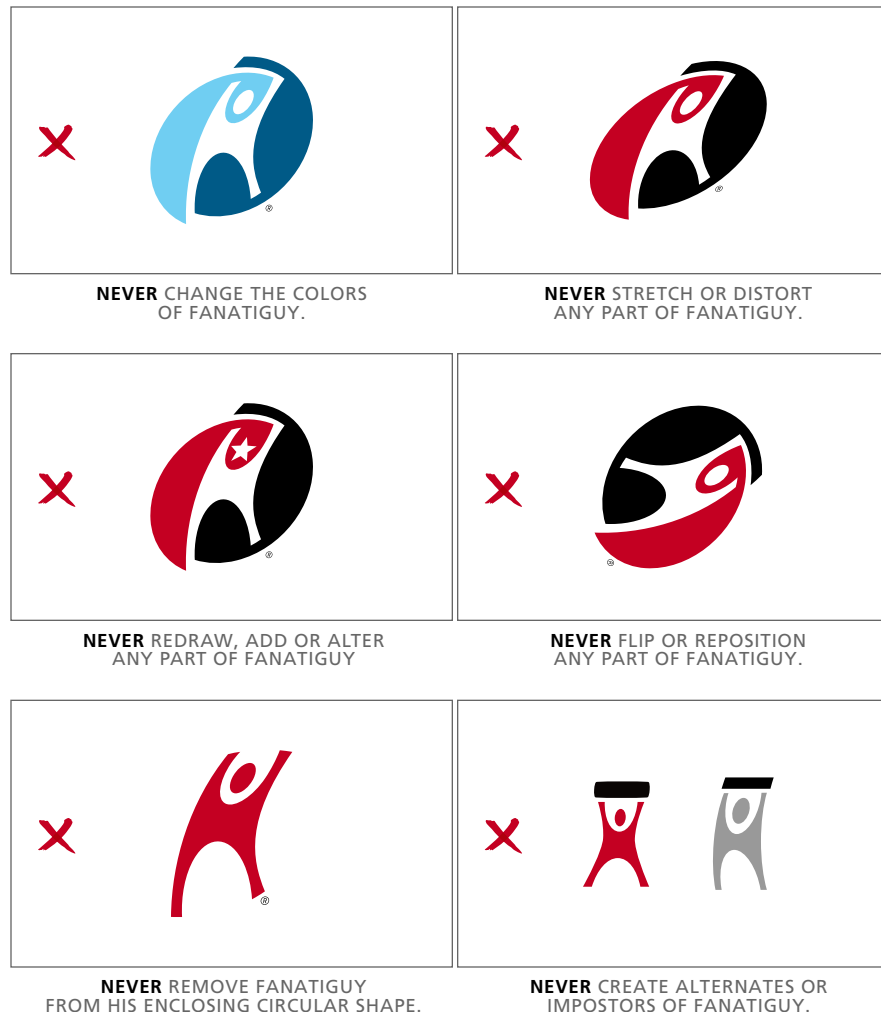 ®
®
NEVER CHANGE THE COLORS
OF FANATIGUY.
NEVER STRETCH OR DISTORT
ANY PART OF FANATIGUY.
®
®
NEVER REDRAW, ADD OR ALTER
ANY PART OF FANATIGUY
NEVER FLIP OR REPOSITION
ANY PART OF FANATIGUY.
®
NEVER REMOVE FANATIGUY
FROM HIS ENCLOSING CIRCULAR SHAPE.
NEVER CREATE ALTERNATES OR
IMPOSTORS OF FANATIGUY.